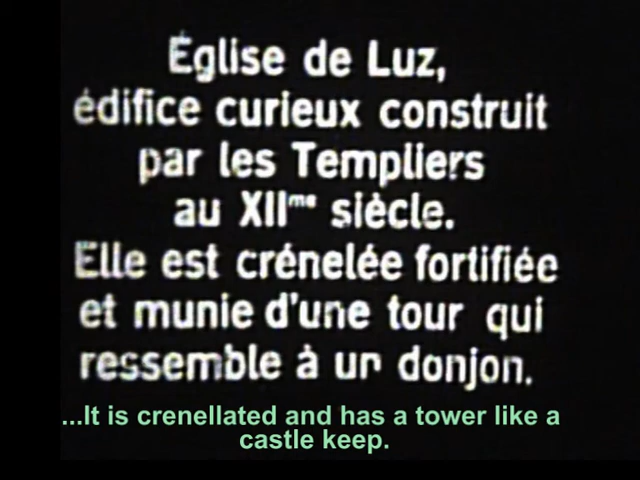 Église de Luz,
édifice curieux construit
par les Templiers
au XIIme siècle.
Elle est crénelée fortifiée
et munie d'une tour qui
ressemble à un donjon.
...It is crenellated and has a tower like a
castle keep.